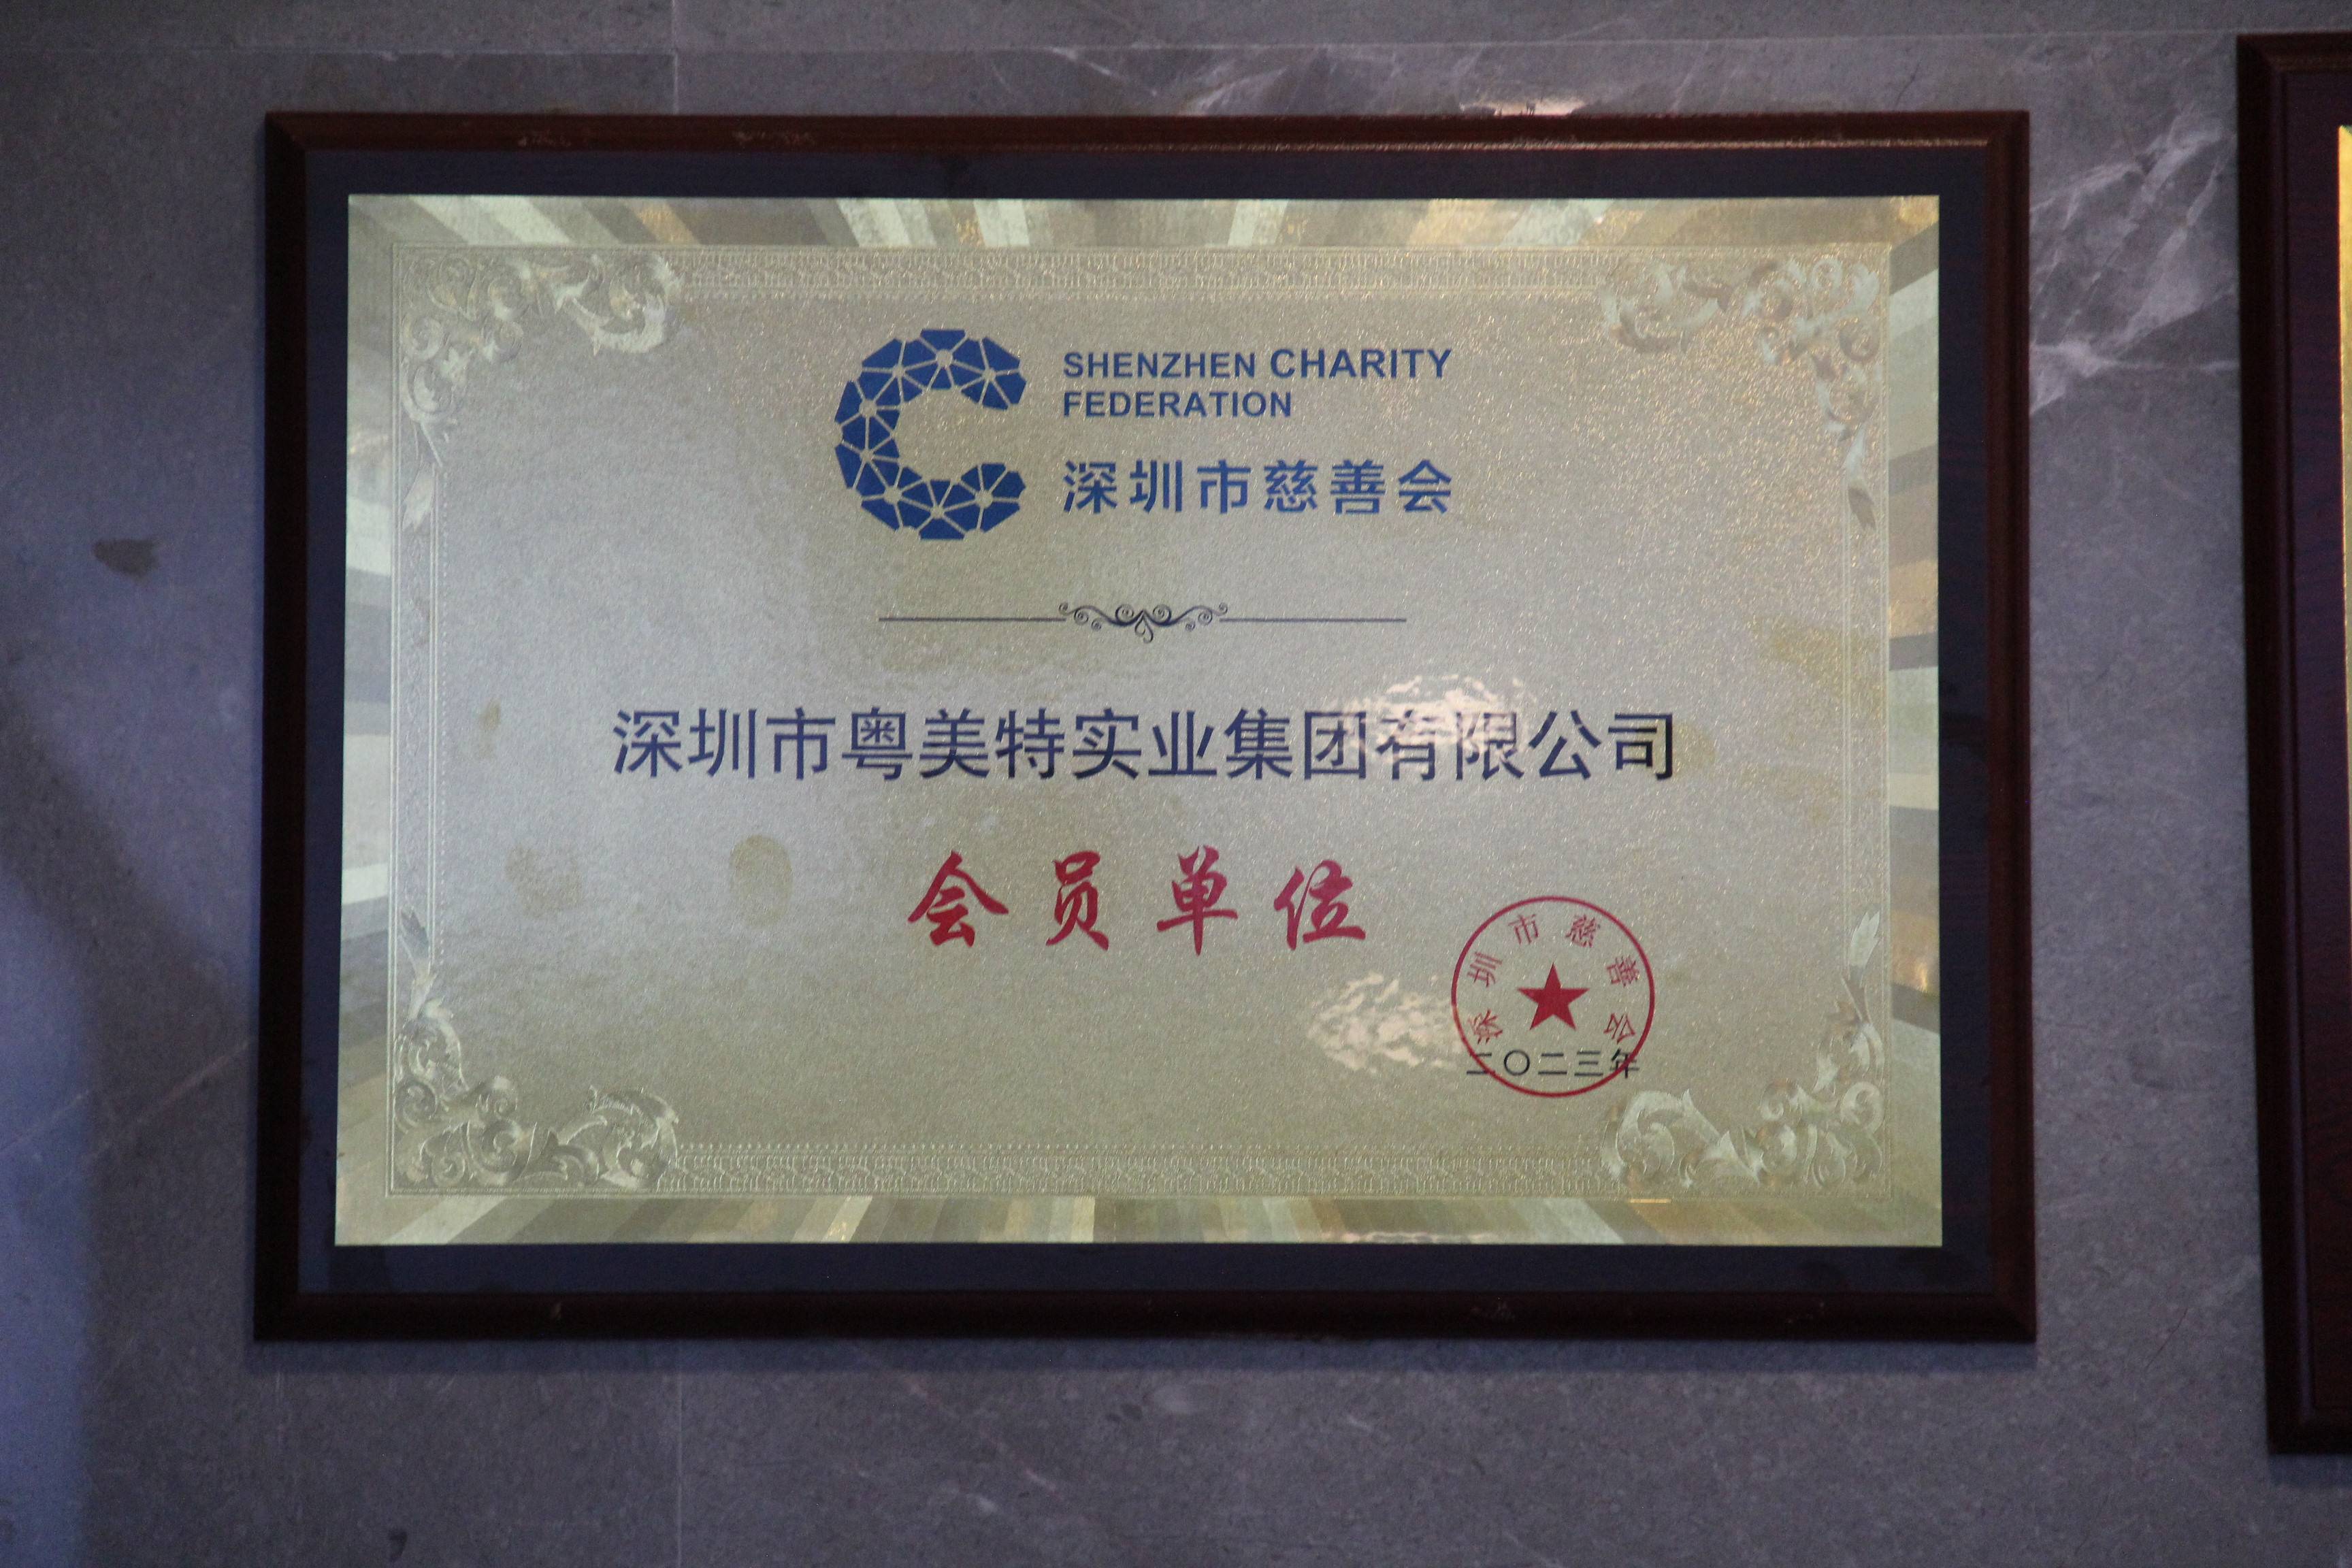 SHENZHEN CHARITY
FEDERATION
深圳市慈善会
深圳市粤美特实业集团有限公司
会员单位
深圳市慈善会
二〇二三年